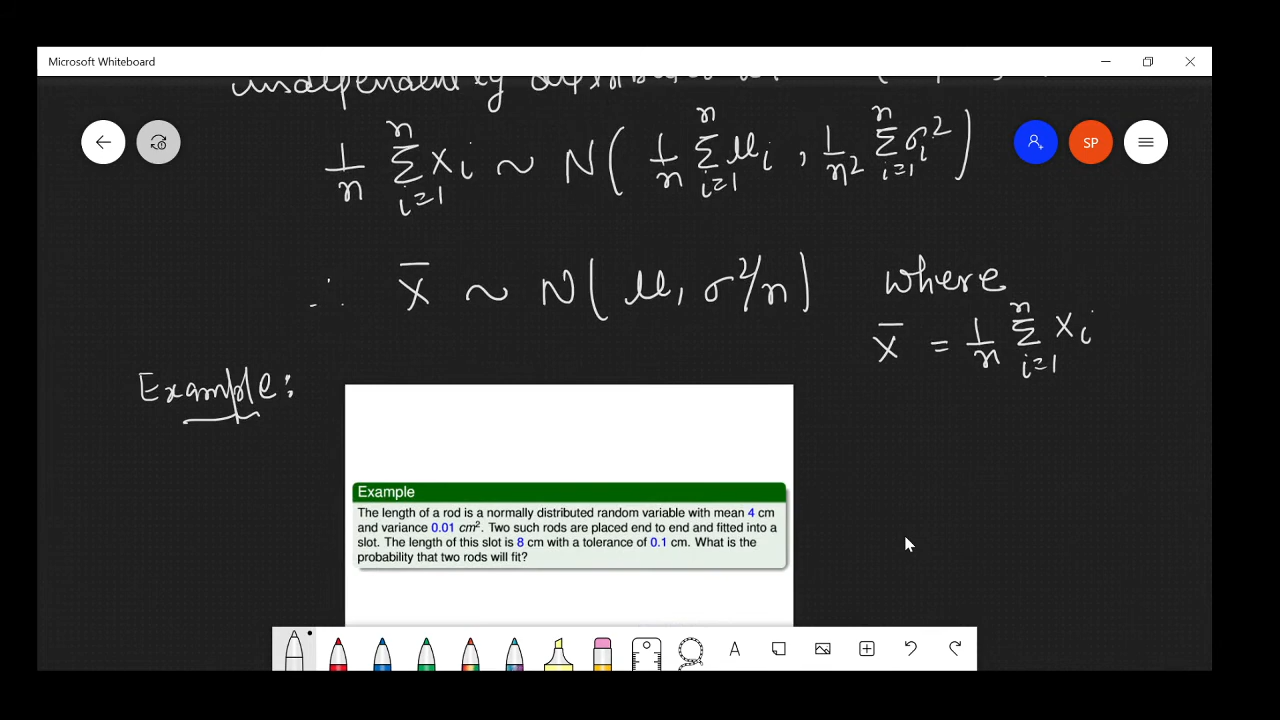 Microsoft Whiteboard
independently
1/n Σ_{i=1}^{n} X_i ~ N( 1/n Σ_{i=1}^{n} μ_i , 1/n² Σ_{i=1}^{n} σ_i² )
SP
∴ X̄ ~ N( μ, σ²/n ) where
X̄ = 1/n Σ_{i=1}^{n} X_i
Example:
Example
The length of a rod is a normally distributed random variable with mean 4 cm
and variance 0.01 cm². Two such rods are placed end to end and fitted into a
slot. The length of this slot is 8 cm with a tolerance of 0.1 cm. What is the
probability that two rods will fit?
A